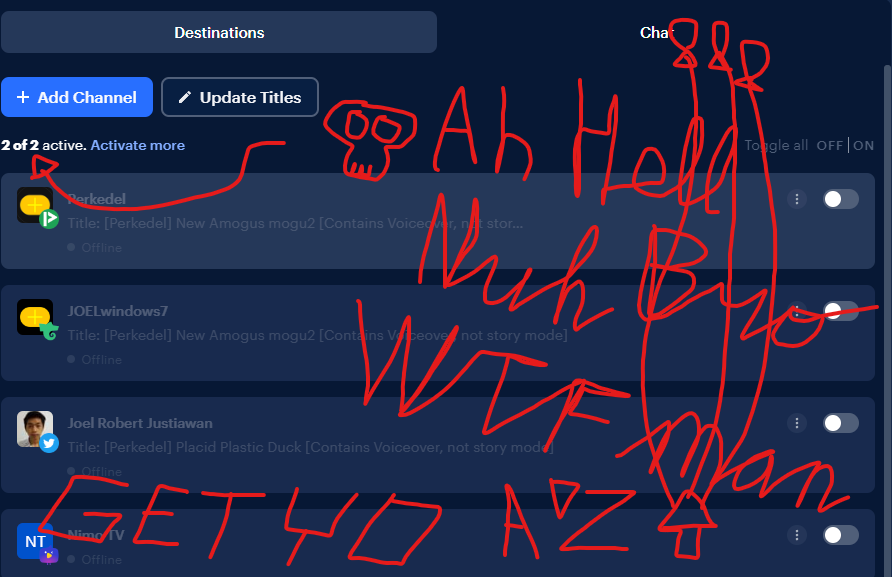 Destinations
Chat
+ Add Channel
Update Titles
2 of 2 active. Activate more
Toggle all OFF | ON
Ah Hell
Perkedel
Title: [Perkedel] New Amogus mogu2 [Contains Voiceover, not stor...
Offline
Nuh Bur
JOELwindows7
Title: [Perkedel] New Amogus mogu2 [Contains Voiceover, not story mode]
Offline
WTF
man
Joel Robert Justiawan
Title: [Perkedel] Placid Plastic Duck [Contains Voiceover, not story mode]
Offline
GET
NT
Nimo TV
Offline